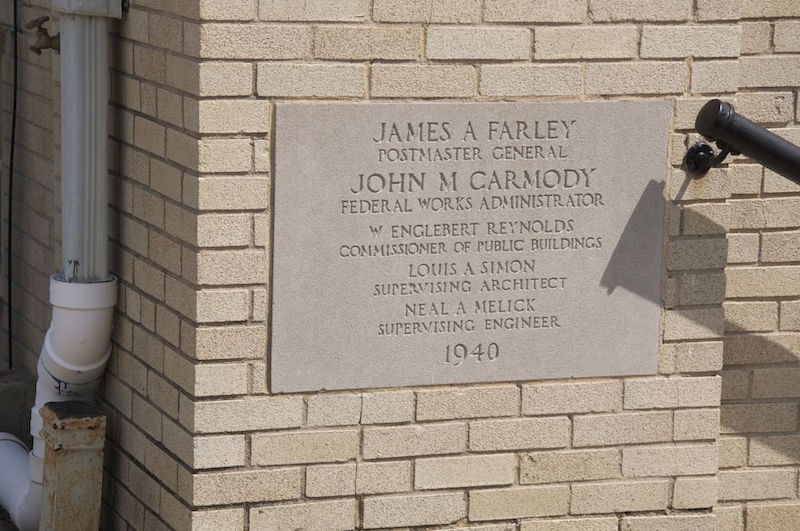 JAMES A FARLEY
POSTMASTER GENERAL
JOHN M CARMODY
FEDERAL WORKS ADMINISTRATOR
W ENGLEBERT REYNOLDS
COMMISSIONER OF PUBLIC BUILDINGS
LOUIS A SIMON
SUPERVISING ARCHITECT
NEAL A MELICK
SUPERVISING ENGINEER
1940